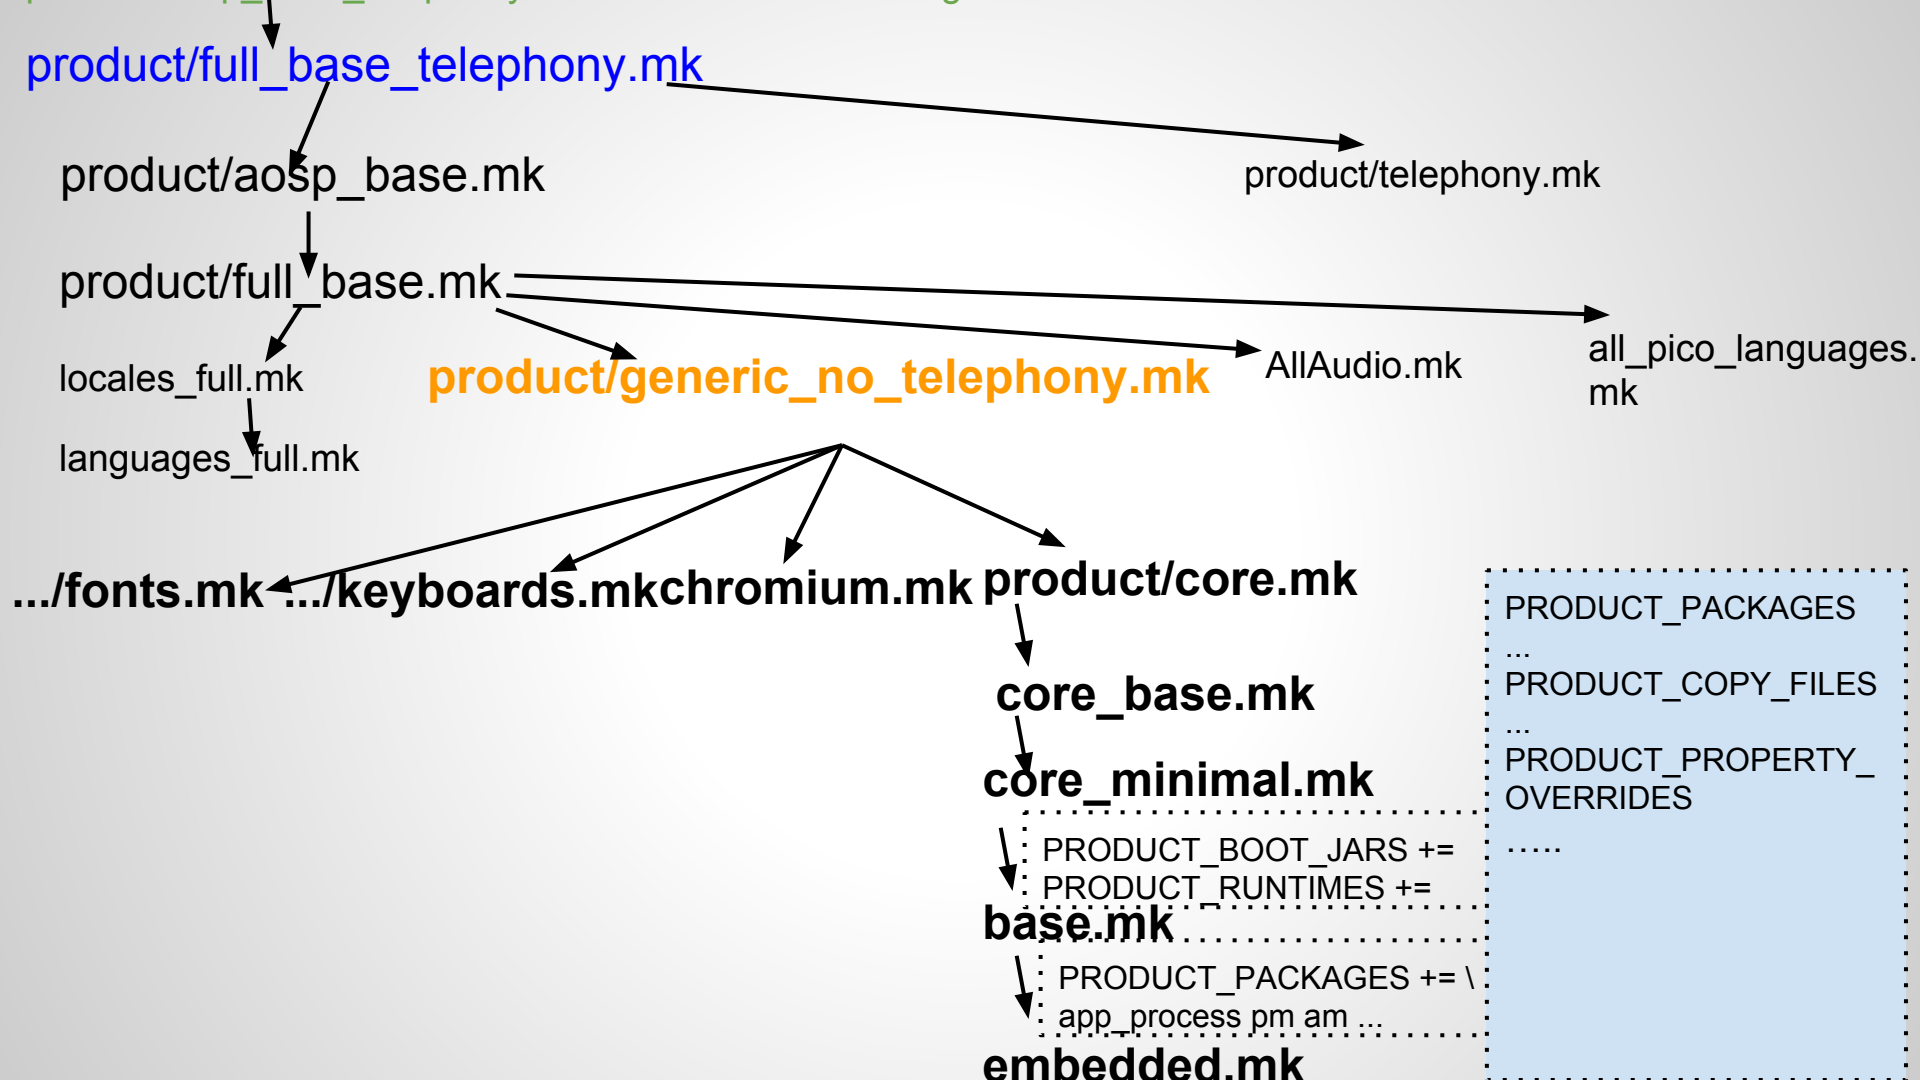 product/full_base_telephony.mk
product/aosp_base.mk
product/telephony.mk
product/full_base.mk
locales_full.mk
product/generic_no_telephony.mk
AllAudio.mk
all_pico_languages.
mk
languages_full.mk
.../fonts.mk
.../keyboards.mk
chromium.mk
product/core.mk
core_base.mk
core_minimal.mk
PRODUCT_BOOT_JARS +=
PRODUCT_RUNTIMES +=
base.mk
PRODUCT_PACKAGES += \
app_process pm am ...
embedded.mk
PRODUCT_PACKAGES
...
PRODUCT_COPY_FILES
...
PRODUCT_PROPERTY_
OVERRIDES
…..